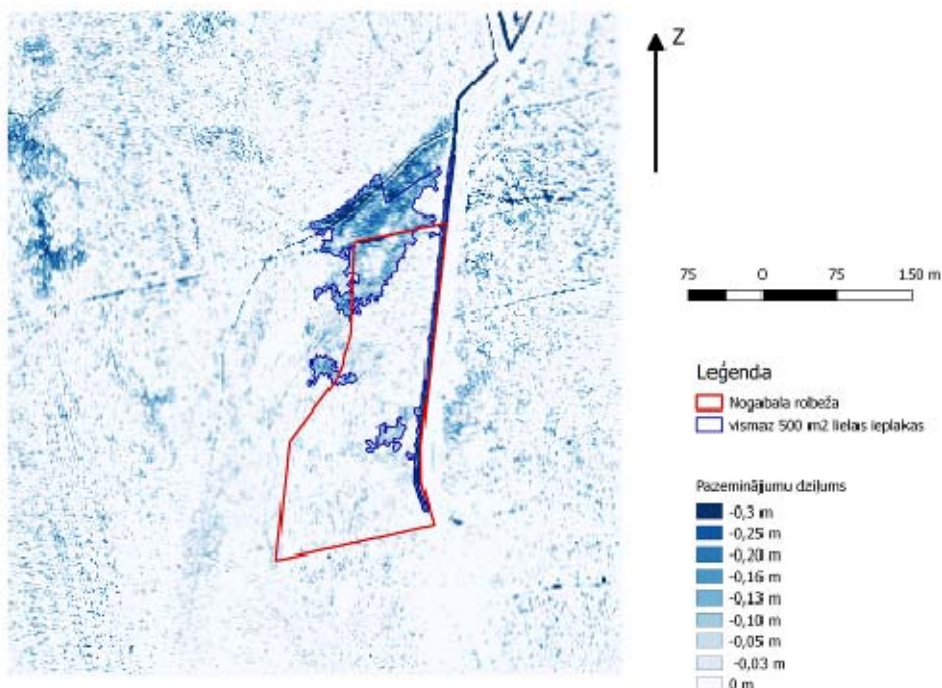 Z
75 0 75 150 m
Leģenda
Nogabala robeža
vismaz 500 m2 lielas ieplakas
Pazeminājumu dziļums
-0,3 m
-0,25 m
-0,20 m
-0,16 m
-0,13 m
-0,10 m
-0,05 m
-0,03 m
0 m